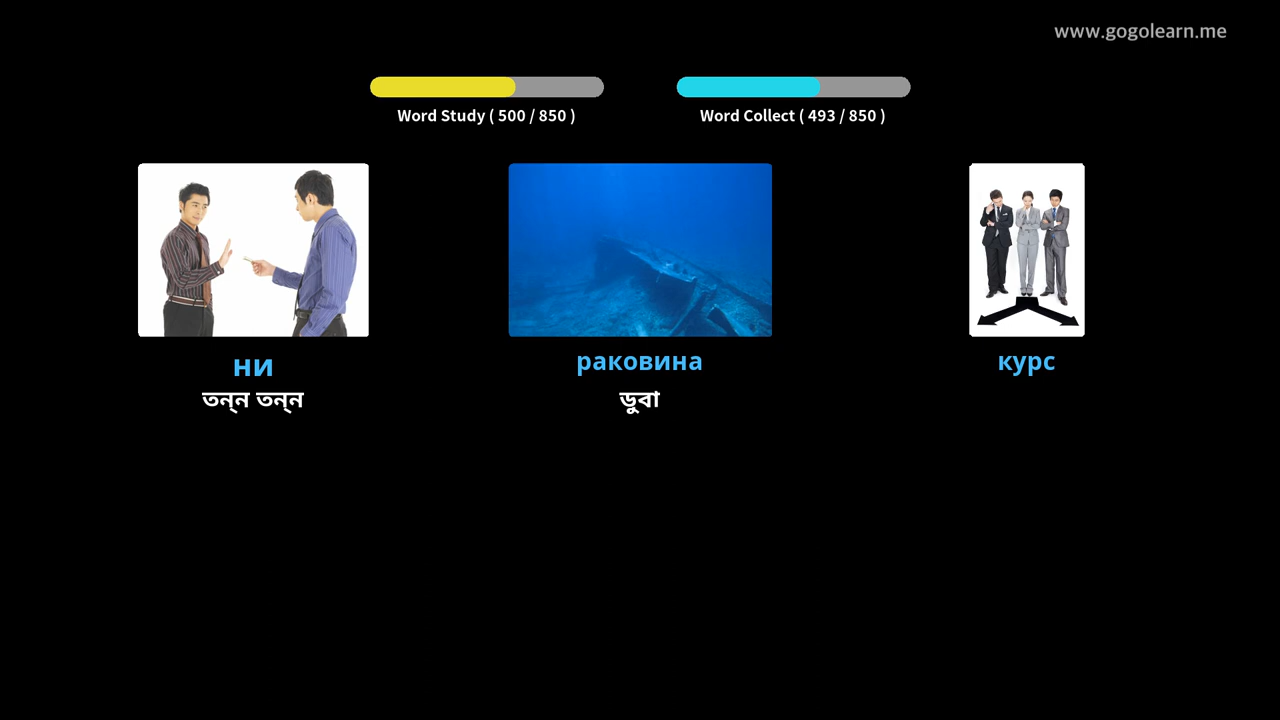 www.gogolearn.me
Word Study ( 500 / 850 )
Word Collect ( 493 / 850 )
ни
раковина
курс
তন্ন তন্ন
ডুবা